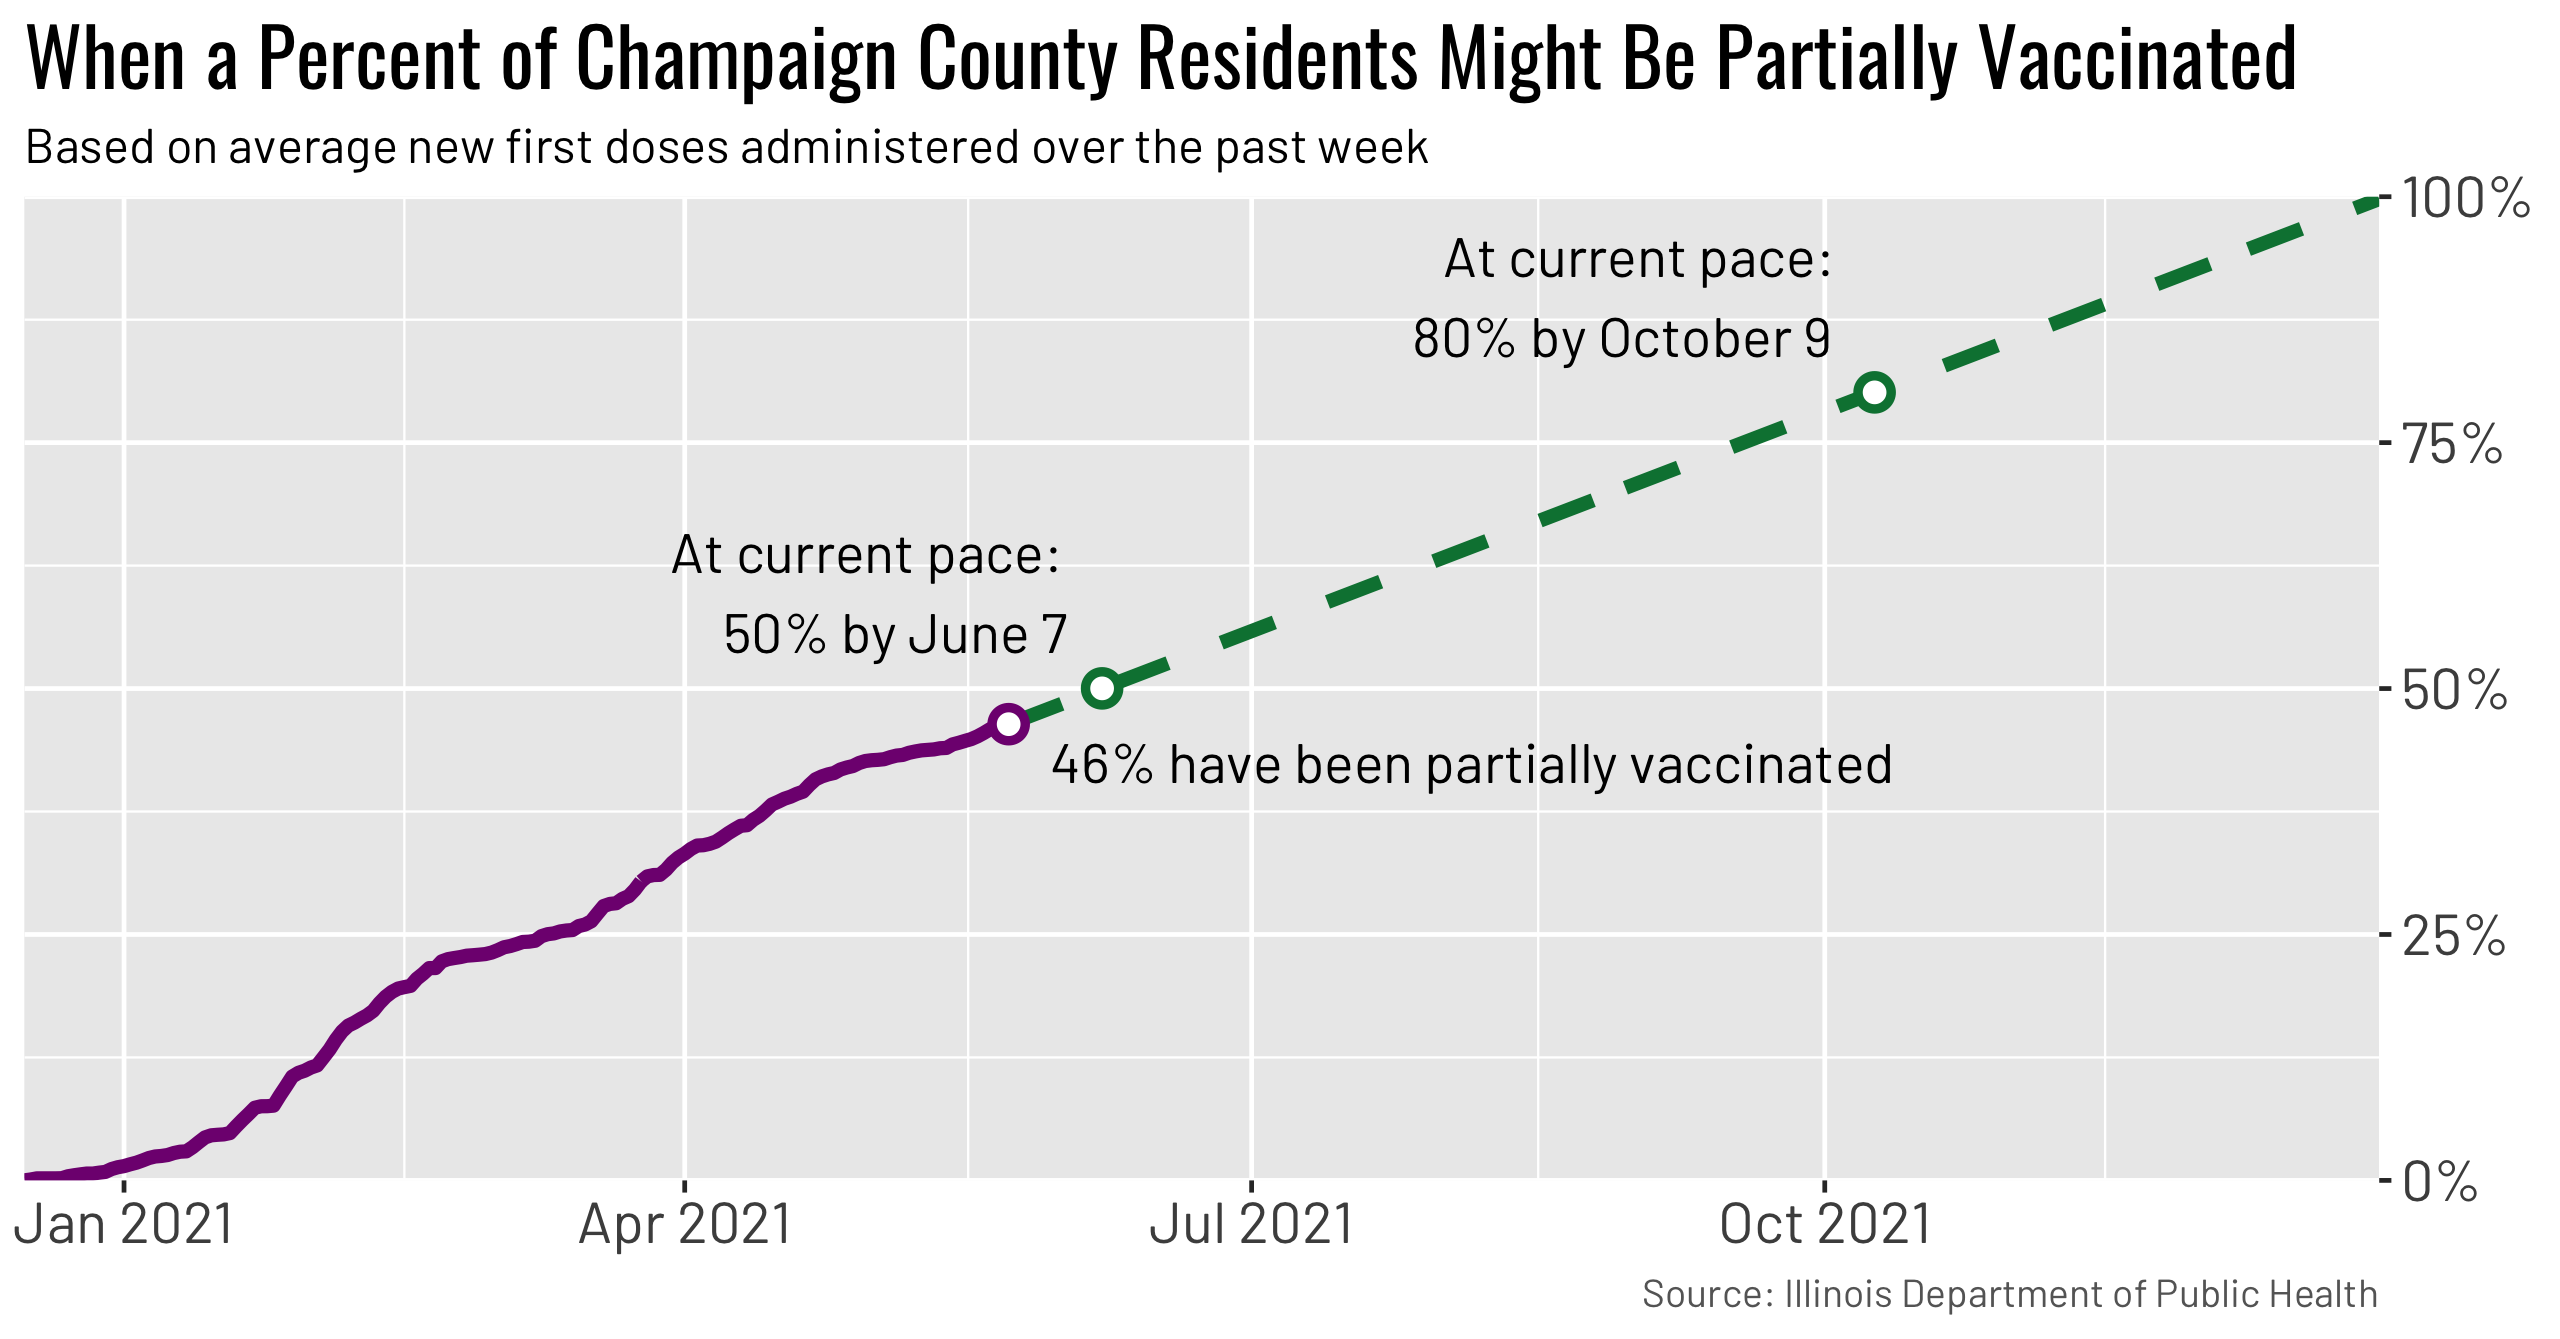 When a Percent of Champaign County Residents Might Be Partially Vaccinated
Based on average new first doses administered over the past week
100%
At current pace:
80% by October 9
75%
At current pace:
50% by June 7
50%
46% have been partially vaccinated
25%
0%
Jan 2021
Apr 2021
Jul 2021
Oct 2021
Source: Illinois Department of Public Health